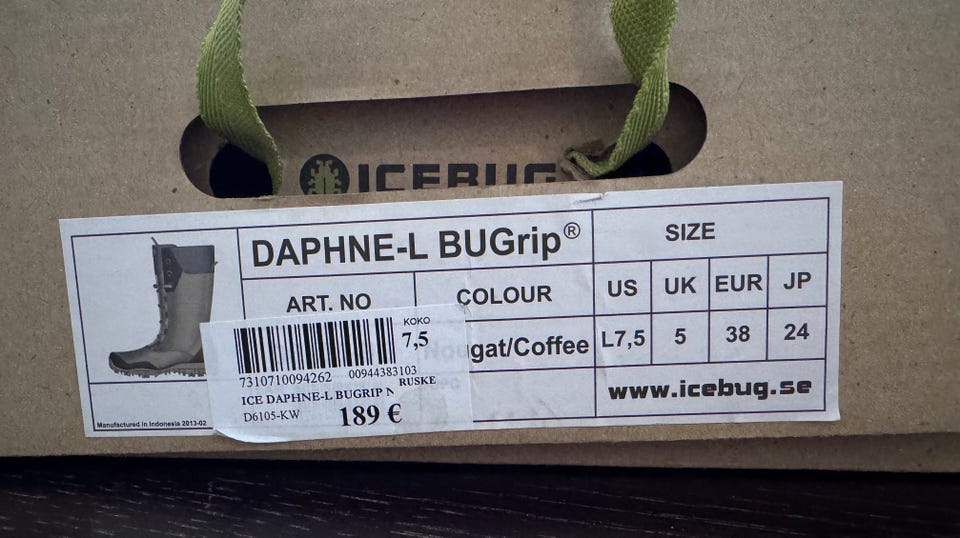 ICEBUG
DAPHNE-L BUGrip®
SIZE
ART. NO
COLOUR
US
UK
EUR
JP
Nougat/Coffee
L7,5
5
38
24
www.icebug.se
Manufactured in Indonesia 2013-02
KOKO
7,5
7310710094262
00944383103
ICE DAPHNE-L BUGRIP N
RUSKE
D6105-KW
189 €